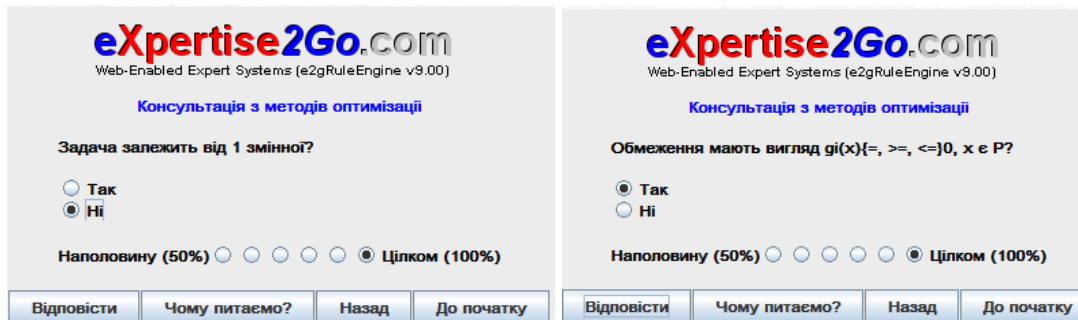 eXpertise2Go.com
Web-Enabled Expert Systems (e2gRuleEngine v9.00)
Консультація з методів оптимізації
Задача залежить від 1 змінної?
Так
Ні
Наполовину (50%) Цілком (100%)
Відповісти Чому питаємо? Назад До початку
eXpertise2Go.com
Web-Enabled Expert Systems (e2gRuleEngine v9.00)
Консультація з методів оптимізації
Обмеження мають вигляд gi(x){=, >=, <=}0, x є P?
Так
Ні
Наполовину (50%) Цілком (100%)
Відповісти Чому питаємо? Назад До початку